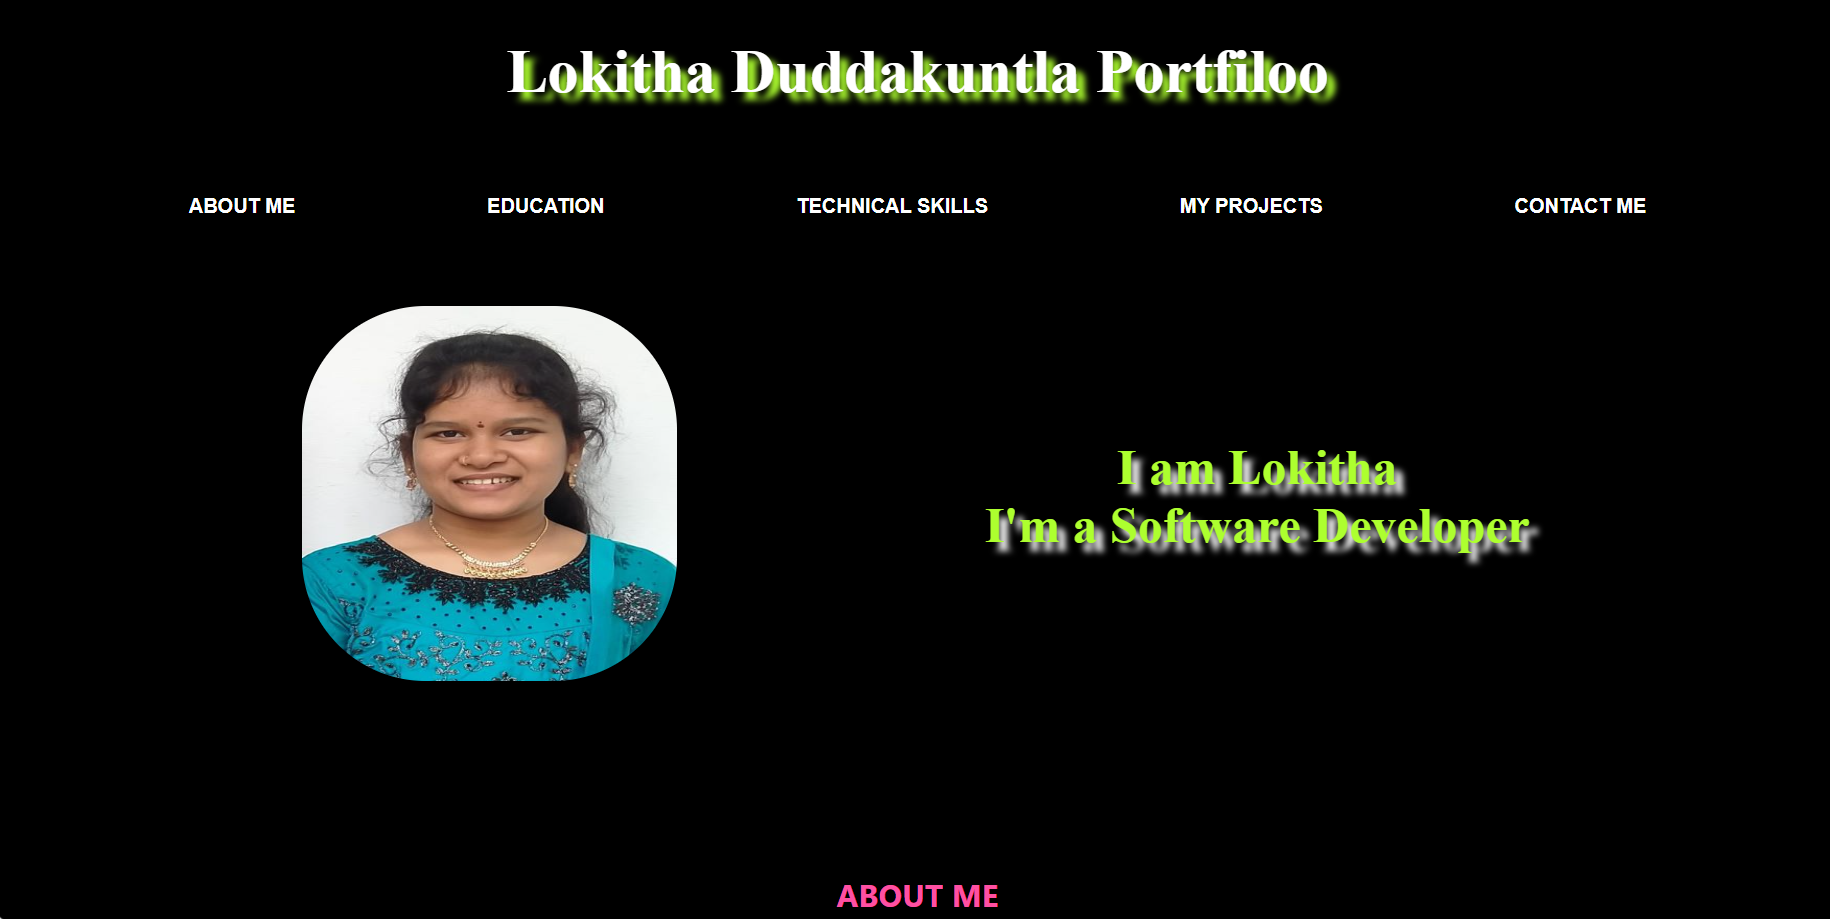 Lokitha Duddakuntla Portfiloo
ABOUT ME EDUCATION TECHNICAL SKILLS MY PROJECTS CONTACT ME
I am Lokitha
I'm a Software Developer
ABOUT ME